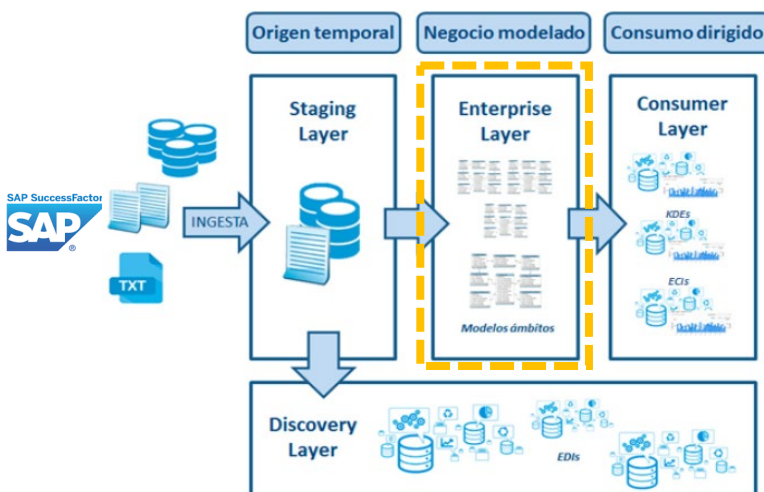 Origen temporal
Negocio modelado
Consumo dirigido
Staging
Layer
Enterprise
Layer
Consumer
Layer
SAP SuccessFactor
SAP
®
INGESTA
TXT
KDEs
ECIs
Modelos ámbitos
Discovery
Layer
EDIs